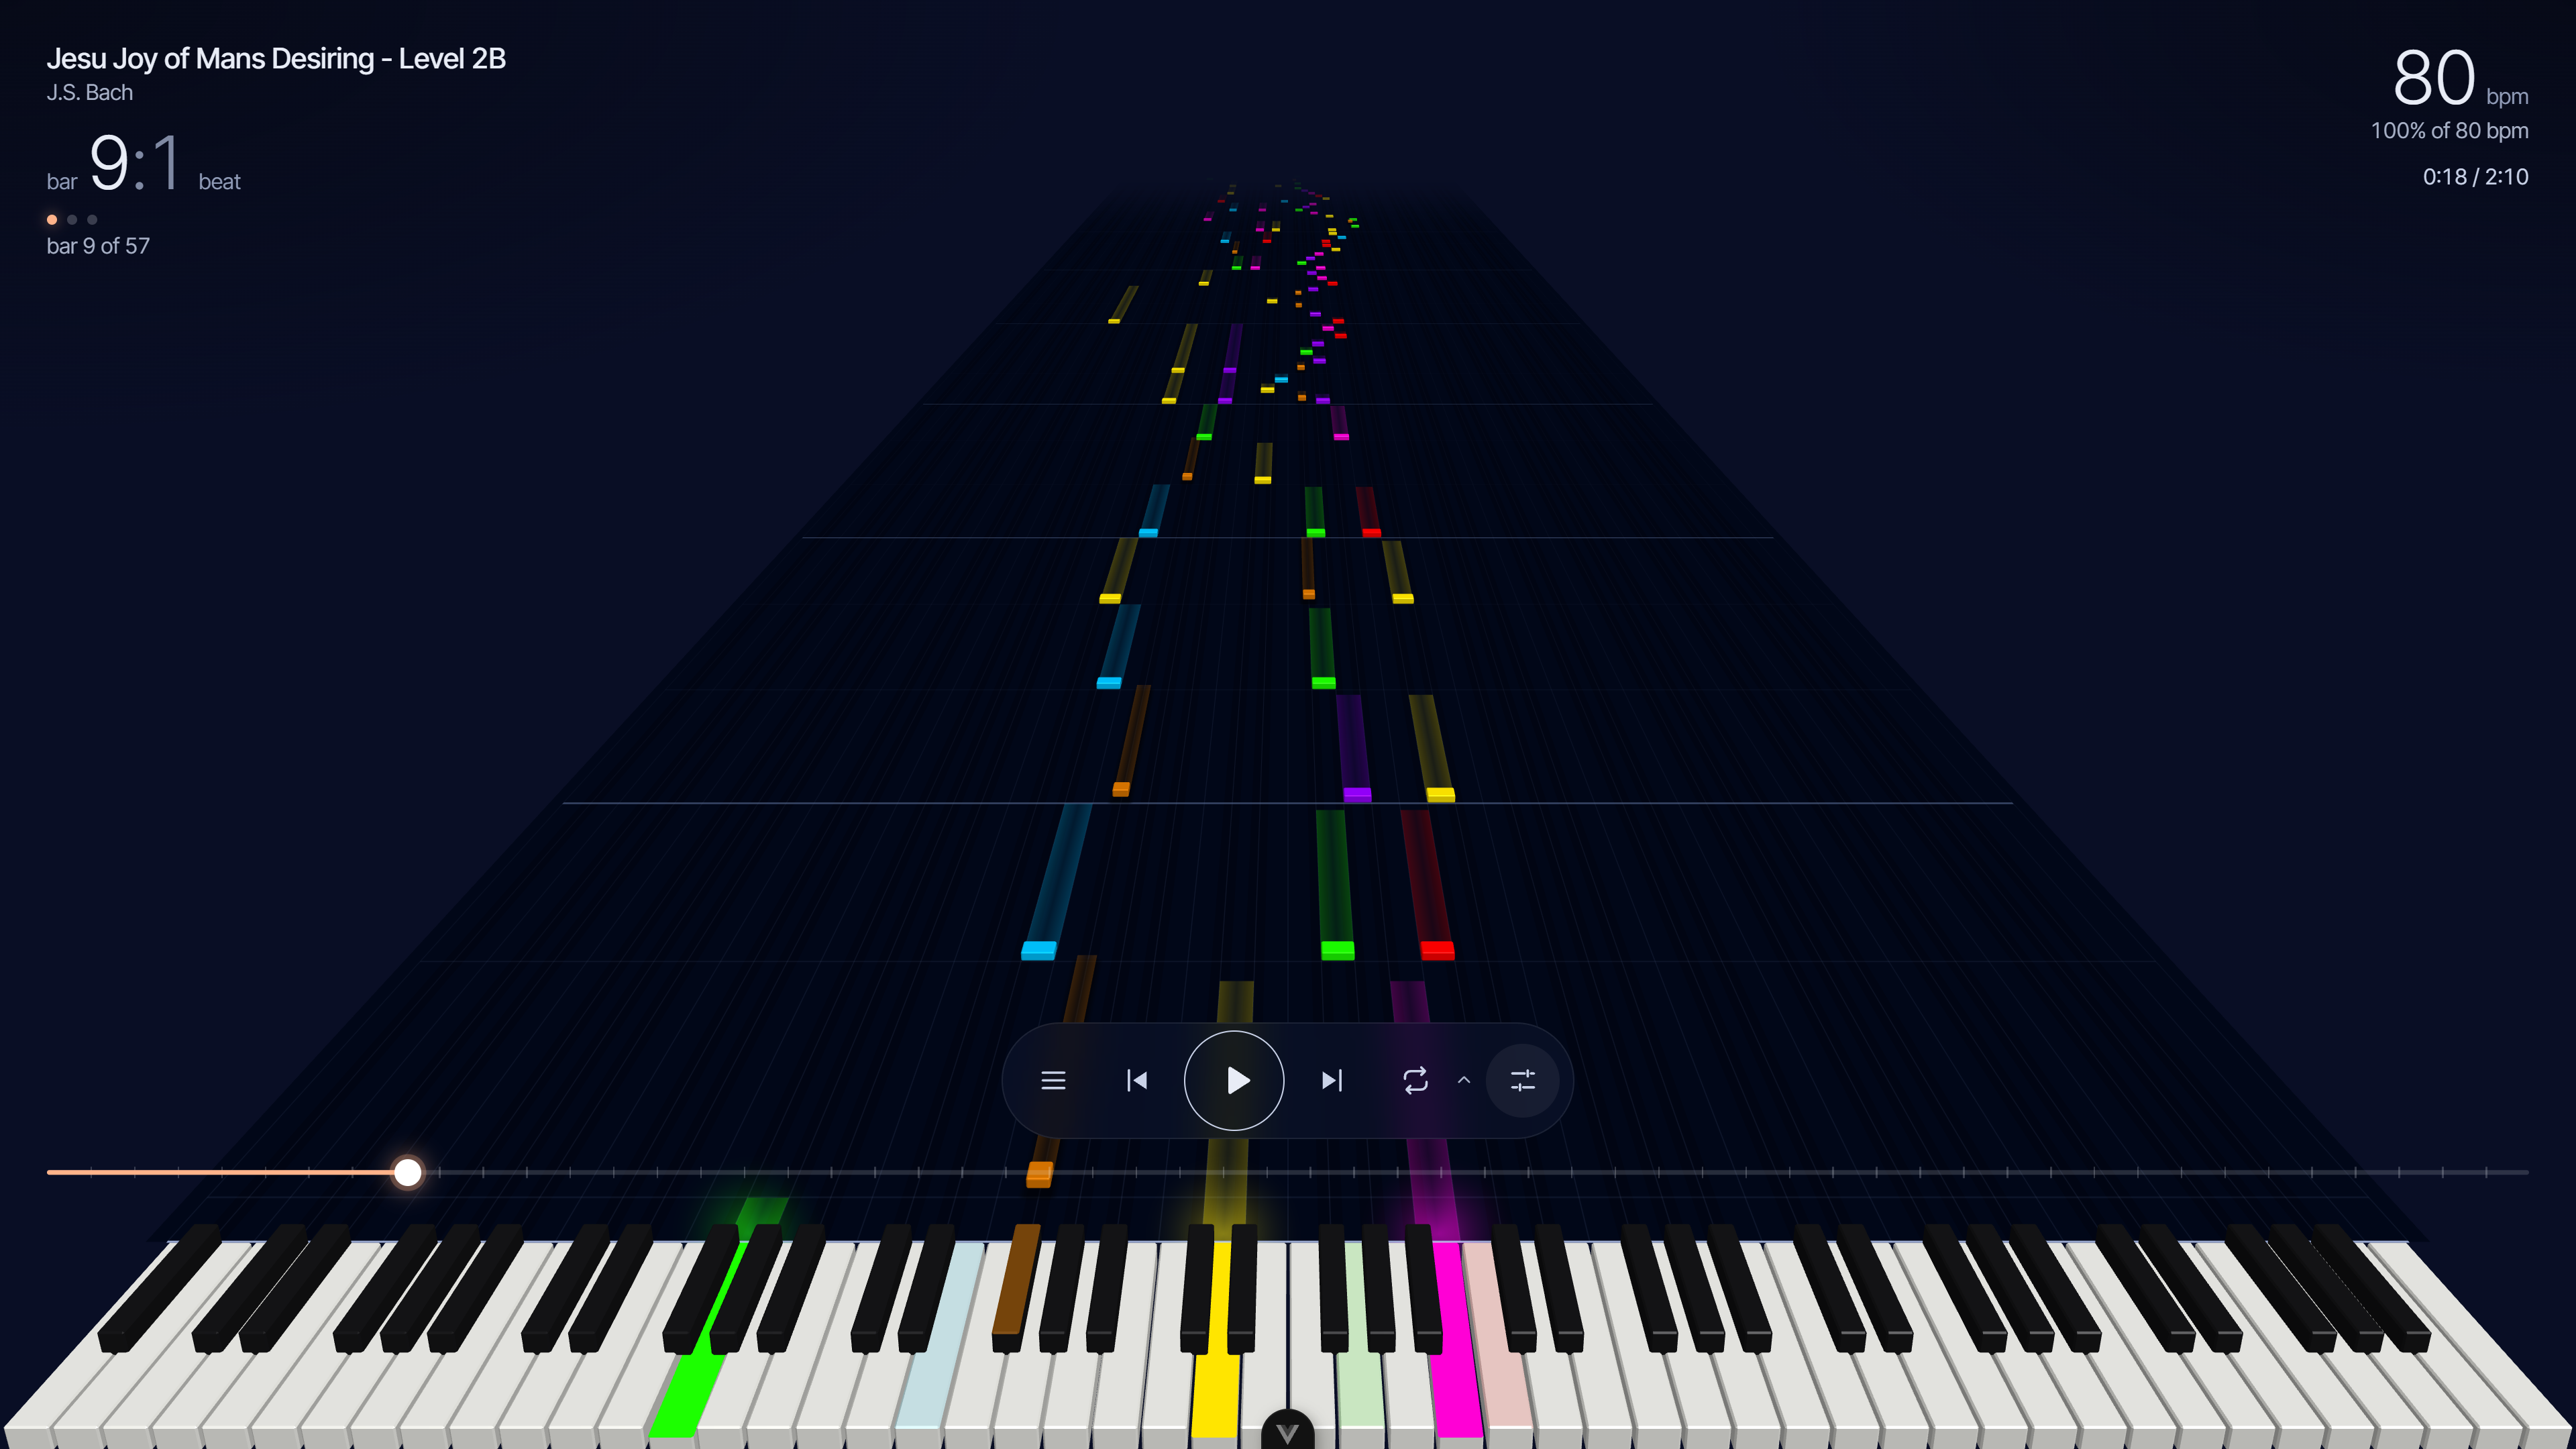 Jesu Joy of Mans Desiring - Level 2B
J.S. Bach
bar 9:1 beat
bar 9 of 57
80 bpm
100% of 80 bpm
0:18 / 2:10